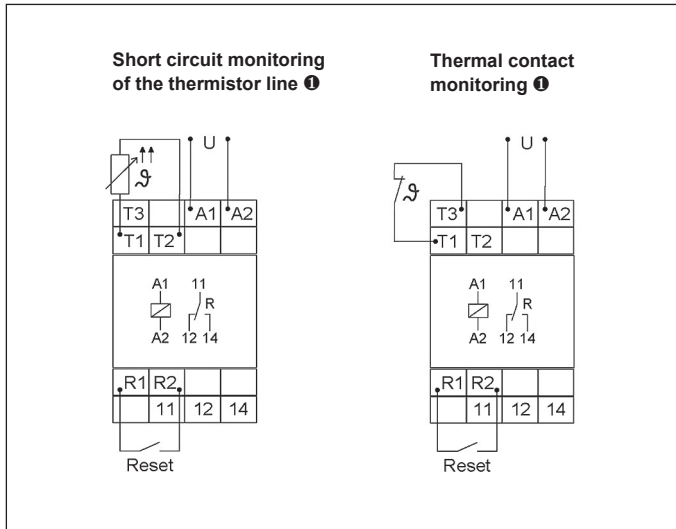 Short circuit monitoring
of the thermistor line ❶
U
ϑ
T3 A1 A2
T1 T2
A1 11
R
A2 12 14
R1 R2
11 12 14
Reset
Thermal contact
monitoring ❶
U
ϑ
T3 A1 A2
T1 T2
A1 11
R
A2 12 14
R1 R2
11 12 14
Reset